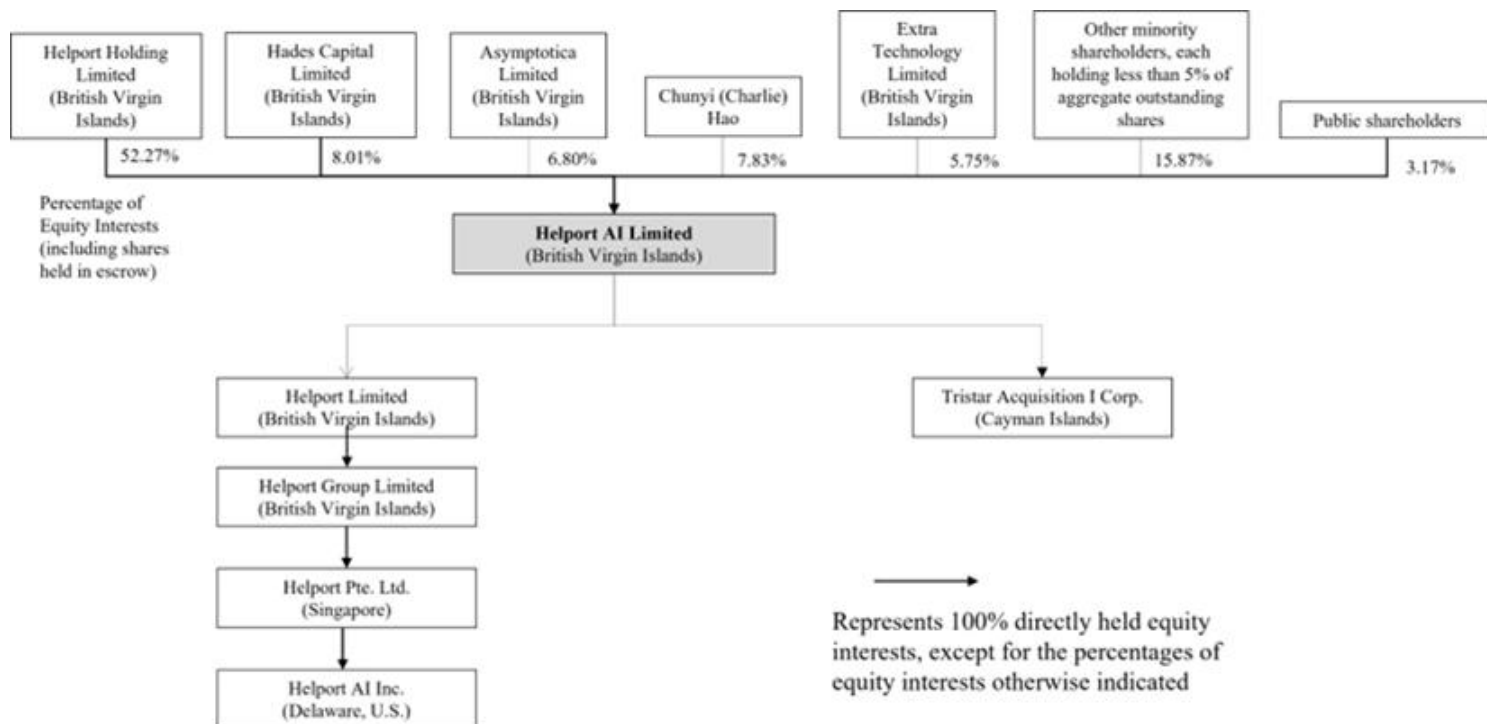 Helport Holding
Limited
(British Virgin
Islands)
Hades Capital
Limited
(British Virgin
Islands)
Asymptotica
Limited
(British Virgin
Islands)
Chunyi (Charlie)
Hao
Extra
Technology
Limited
(British Virgin
Islands)
Other minority
shareholders, each
holding less than 5% of
aggregate outstanding
shares
Public shareholders
52.27%
8.01%
6.80%
7.83%
5.75%
15.87%
3.17%
Percentage of
Equity Interests
(including shares
held in escrow)
Helport AI Limited
(British Virgin Islands)
Helport Limited
(British Virgin Islands)
Tristar Acquisition I Corp.
(Cayman Islands)
Helport Group Limited
(British Virgin Islands)
Helport Pte. Ltd.
(Singapore)
Helport AI Inc.
(Delaware, U.S.)
Represents 100% directly held equity
interests, except for the percentages of
equity interests otherwise indicated